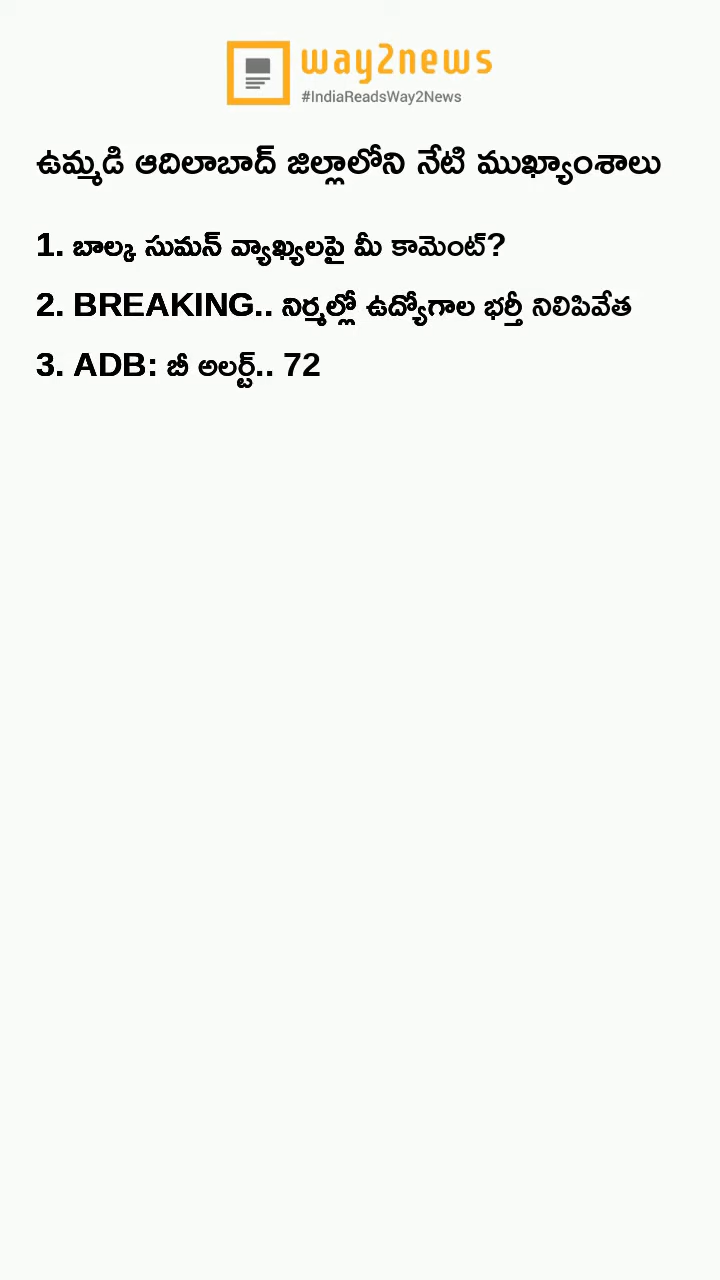 way2news
#IndiaReadsWay2News
ఉమ్మడి ఆదిలాబాద్ జిల్లాలోని నేటి ముఖ్యాంశాలు
1. బాల్క సుమన్ వ్యాఖ్యలపై మీ కామెంట్?
2. BREAKING.. నిర్మల్లో ఉద్యోగాల భర్తీ నిలిపివేత
3. ADB: బీ అలర్ట్.. 72